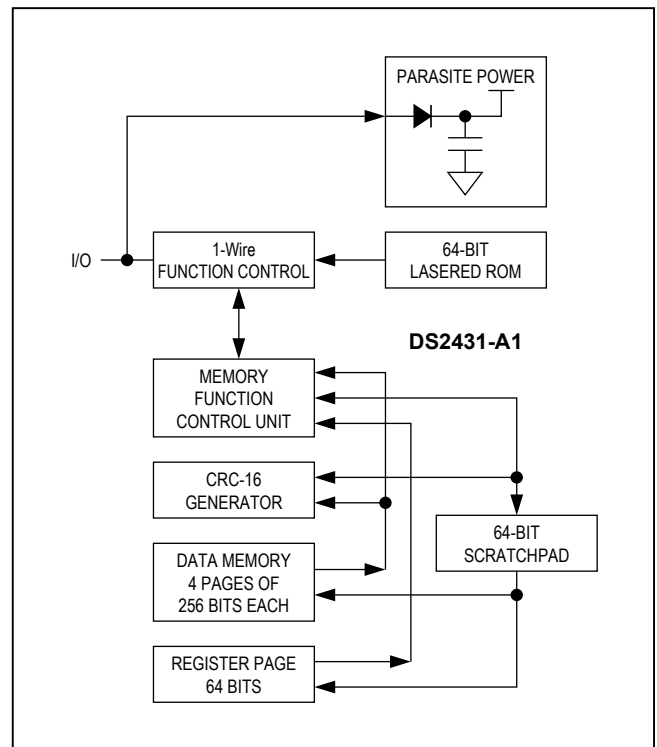 PARASITE POWER
I/O
1-Wire
FUNCTION CONTROL
64-BIT
LASERED ROM
DS2431-A1
MEMORY
FUNCTION
CONTROL UNIT
CRC-16
GENERATOR
64-BIT
SCRATCHPAD
DATA MEMORY
4 PAGES OF
256 BITS EACH
REGISTER PAGE
64 BITS